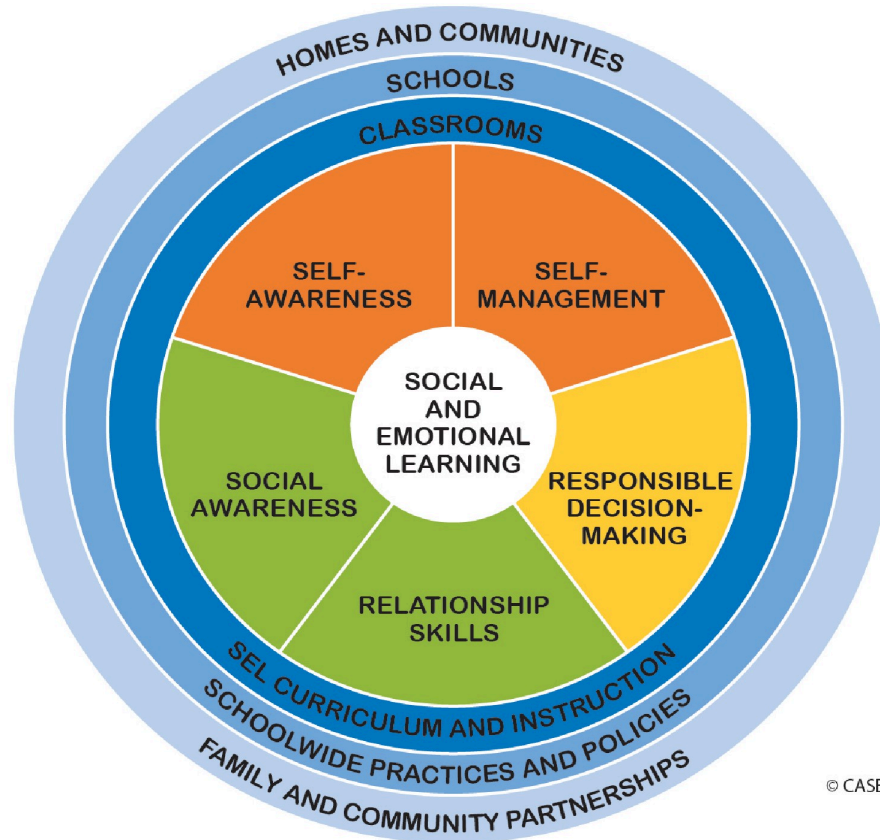 HOMES AND COMMUNITIES
SCHOOLS
CLASSROOMS
SELF-
AWARENESS
SELF-
MANAGEMENT
SOCIAL
AND
EMOTIONAL
LEARNING
SOCIAL
AWARENESS
RESPONSIBLE
DECISION-
MAKING
RELATIONSHIP
SKILLS
SEL CURRICULUM AND INSTRUCTION
SCHOOLWIDE PRACTICES AND POLICIES
FAMILY AND COMMUNITY PARTNERSHIPS
© CASE